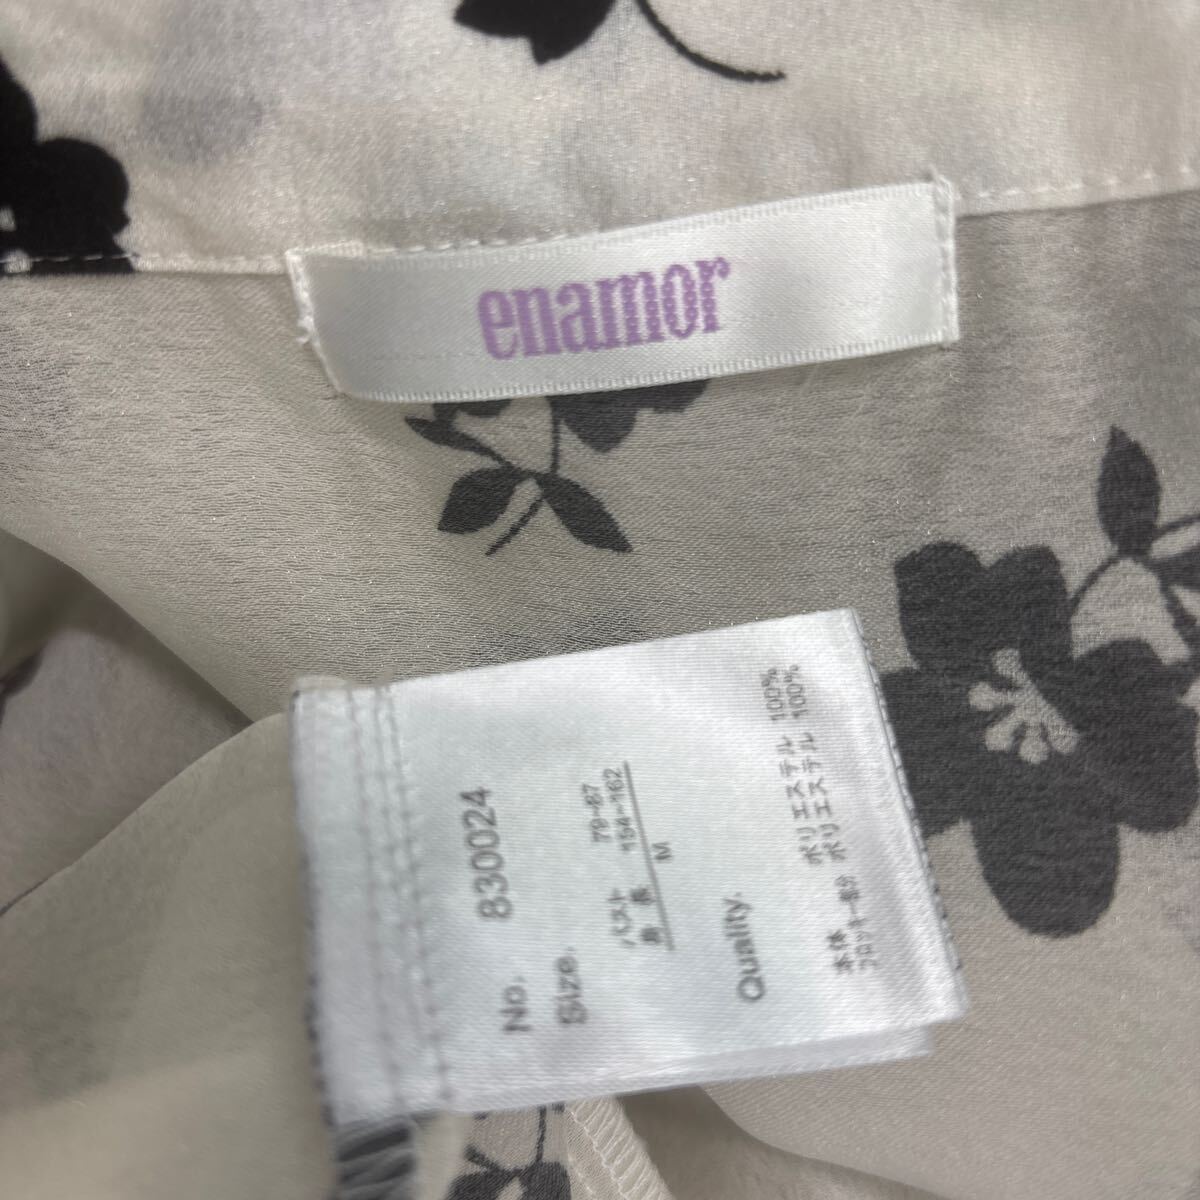 enamor
No. 830024
Size.
バスト 79-87
身長 154-162
M
Quality.
本体 ポリエステル 100%
フロッキー部分 ポリエステル 100%